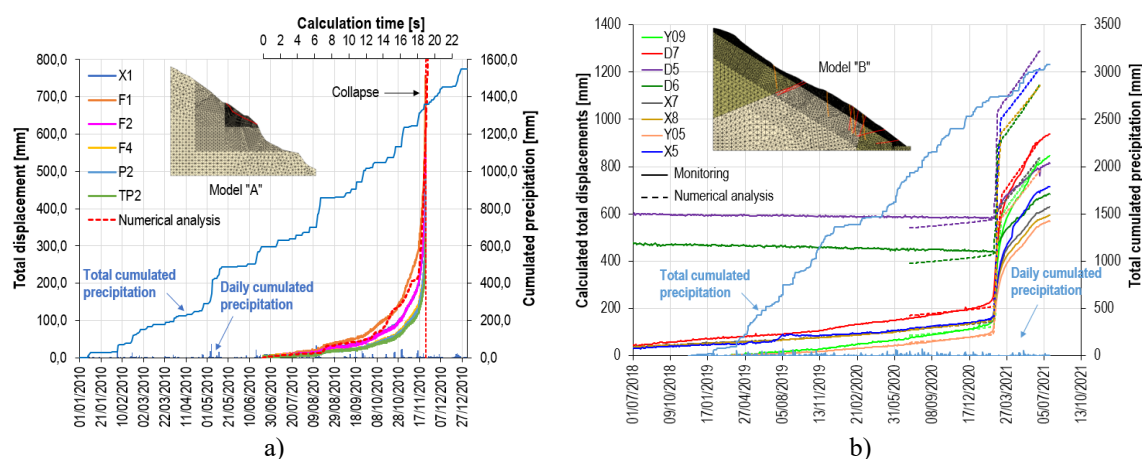 Calculation time [s]
0 2 4 6 8 10 12 14 16 18 20 22
Total displacement [mm]
800,0
700,0
600,0
500,0
400,0
300,0
200,0
100,0
0,0
X1
F1
F2
F4
P2
TP2
Numerical analysis
Model "A"
Collapse
Total cumulated
precipitation
Daily cumulated
precipitation
1600,0
1400,0
1200,0
1000,0
800,0
600,0
400,0
200,0
0,0
Cumulated precipitation [mm]
01/01/2010
21/01/2010
10/02/2010
02/03/2010
22/03/2010
11/04/2010
01/05/2010
21/05/2010
10/06/2010
30/06/2010
20/07/2010
09/08/2010
29/08/2010
18/09/2010
08/10/2010
28/10/2010
17/11/2010
07/12/2010
27/12/2010
a)
Calculated total displacements [mm]
1400
1200
1000
800
600
400
200
0
Y09
D7
D5
D6
X7
X8
Y05
X5
Model "B"
Monitoring
Numerical analysis
Total cumulated
precipitation
Daily cumulated
precipitation
3500
3000
2500
2000
1500
1000
500
0
Total cumulated precipitation [mm]
01/07/2018
09/10/2018
17/01/2019
27/04/2019
05/08/2019
13/11/2019
21/02/2020
31/05/2020
08/09/2020
17/12/2020
27/03/2021
05/07/2021
13/10/2021
b)